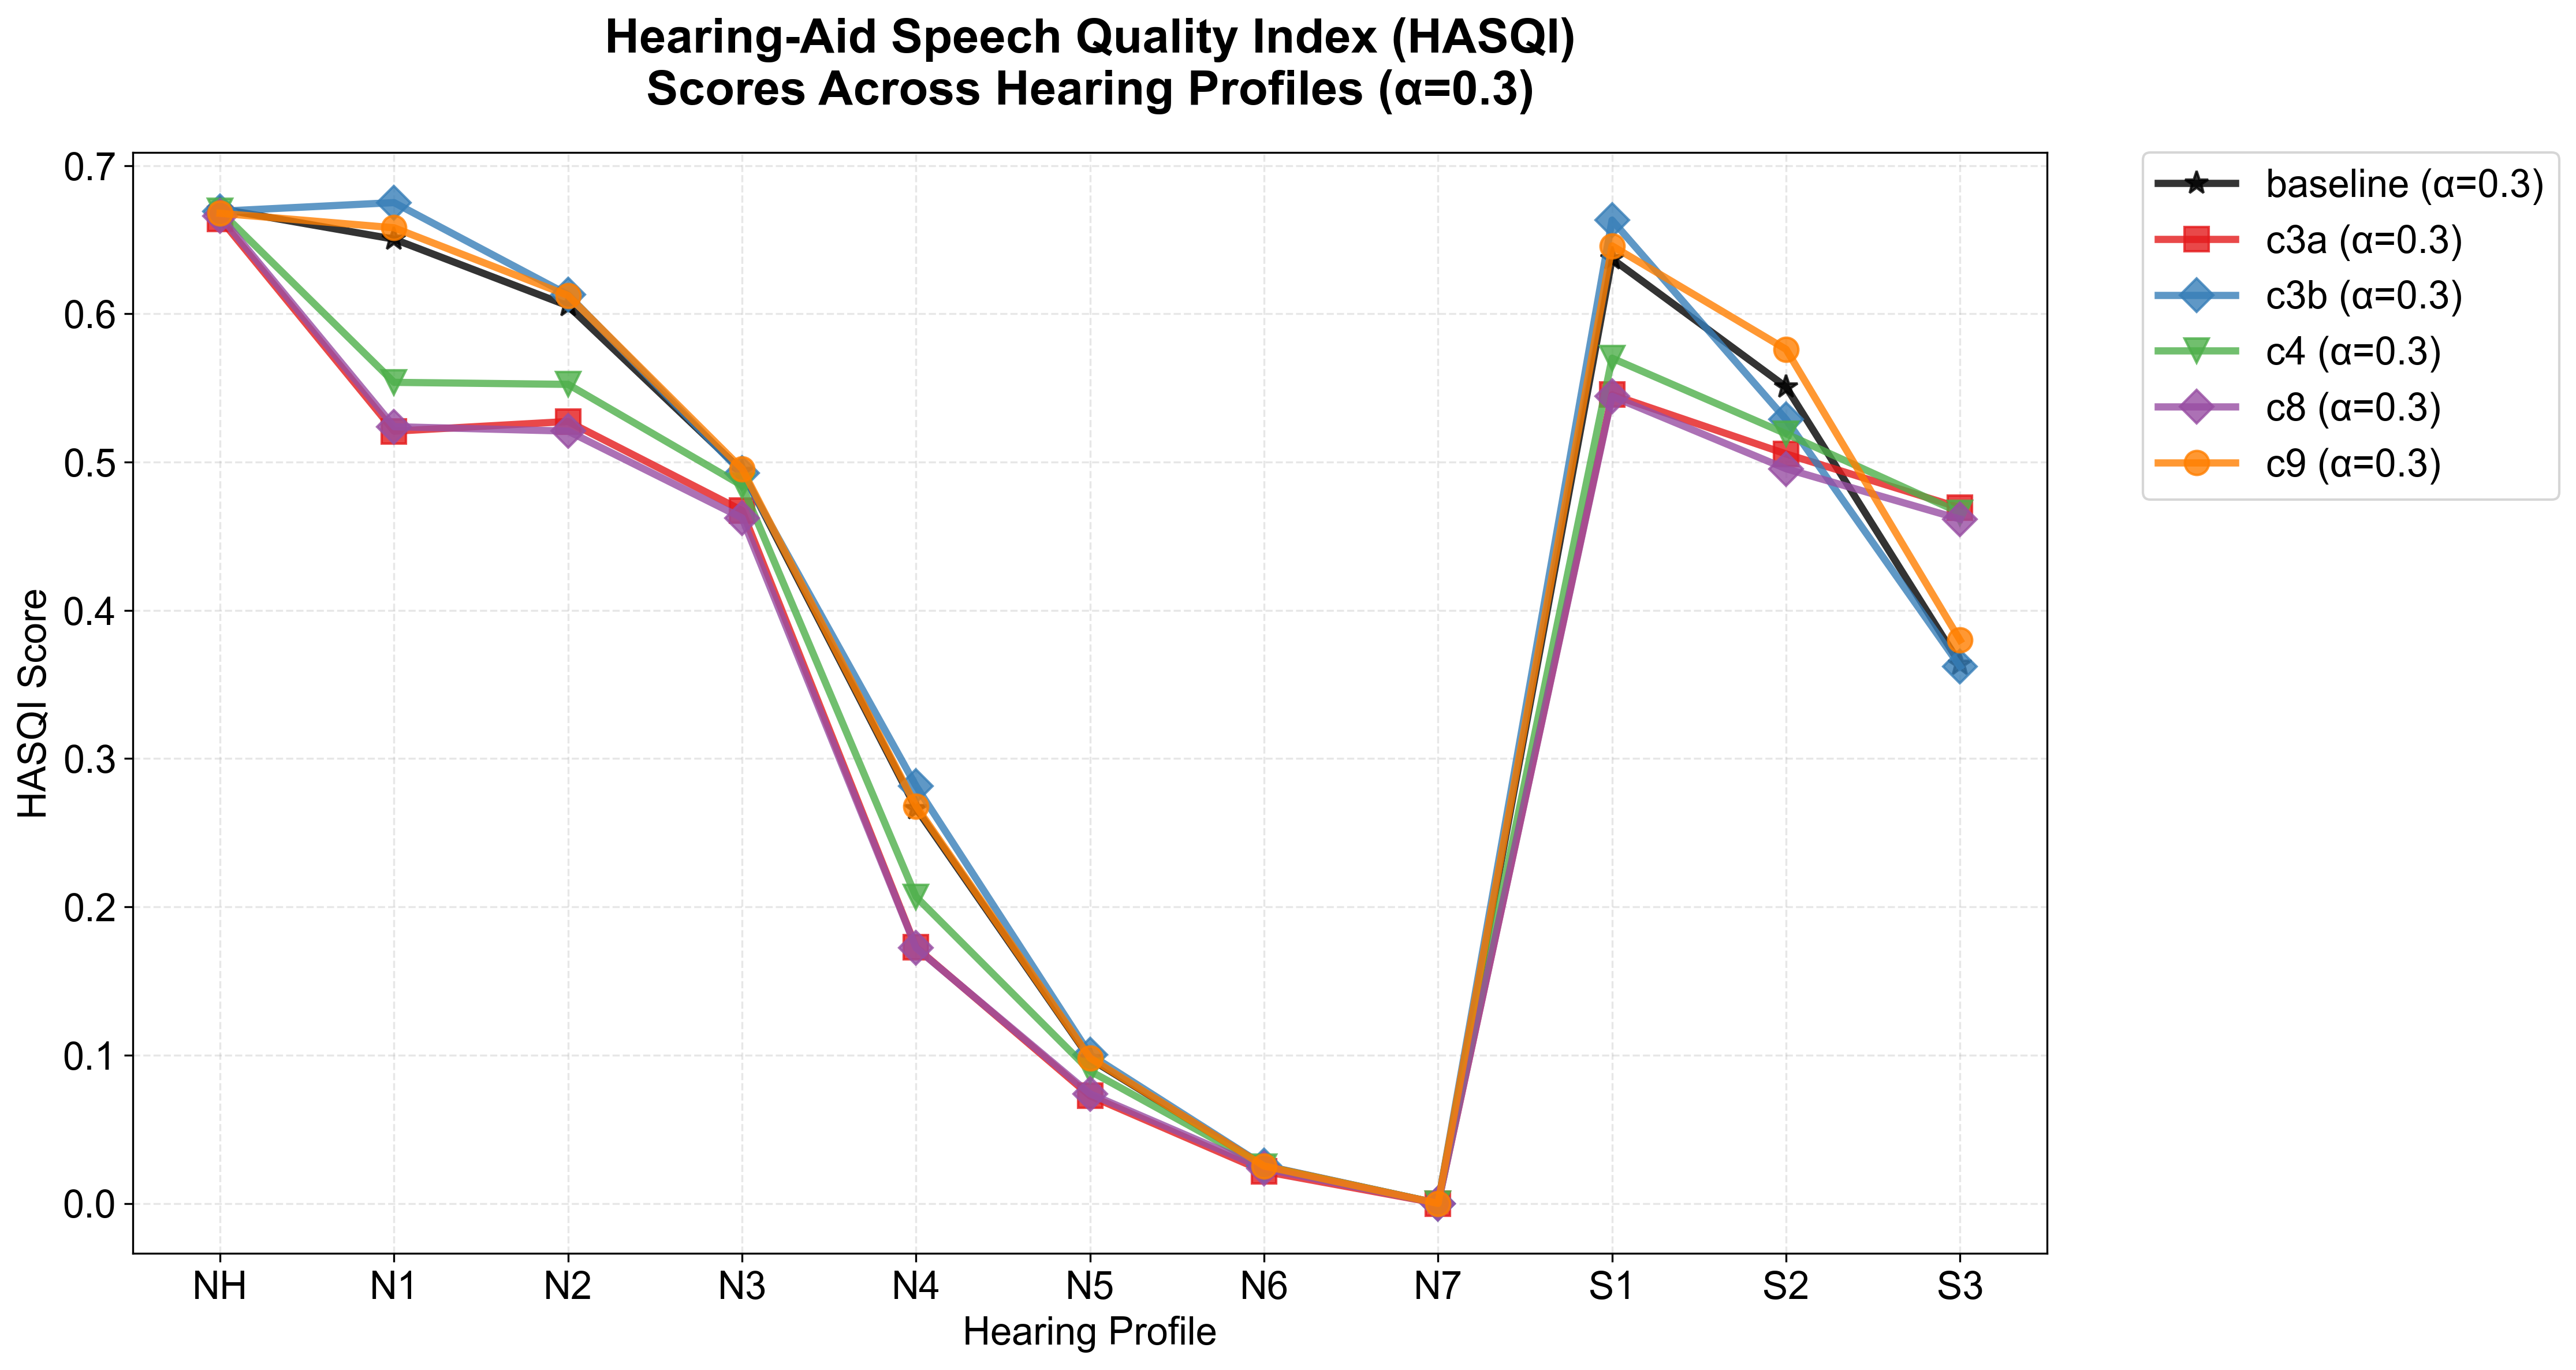 Hearing-Aid Speech Quality Index (HASQI)
Scores Across Hearing Profiles (α=0.3)
HASQI Score
0.7
0.6
0.5
0.4
0.3
0.2
0.1
0.0
NH N1 N2 N3 N4 N5 N6 N7 S1 S2 S3
Hearing Profile
baseline (α=0.3)
c3a (α=0.3)
c3b (α=0.3)
c4 (α=0.3)
c8 (α=0.3)
c9 (α=0.3)